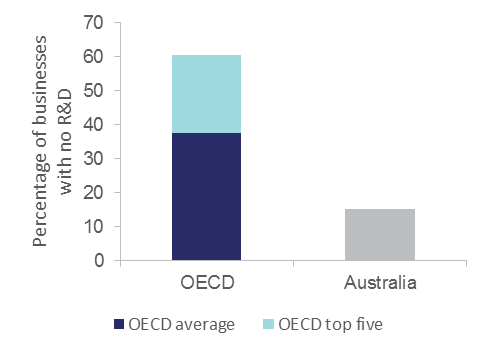 Percentage of businesses
with no R&D
70
60
50
40
30
20
10
0
OECD
Australia
OECD average
OECD top five